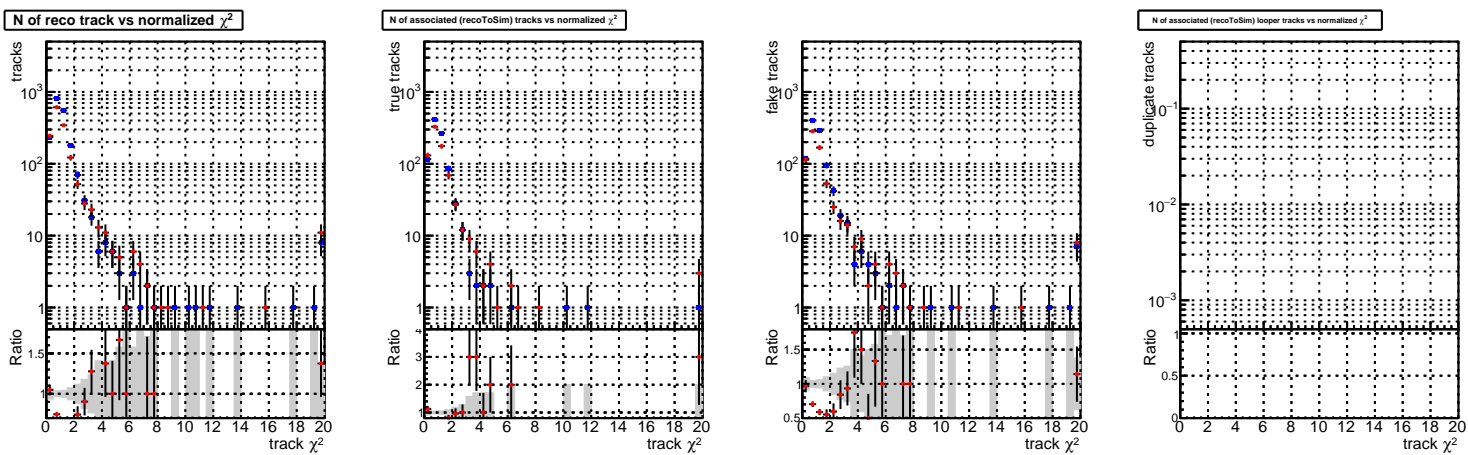 N of reco track vs normalized χ²
tracks
10³
10²
10
1
Ratio
1.5
0 2 4 6 8 10 12 14 16 18 20
track χ²
N of associated (recoToSim) tracks vs normalized χ²
true tracks
10³
10²
10
1
Ratio
4
3
2
1
0 2 4 6 8 10 12 14 16 18 20
track χ²
fake tracks
10³
10²
10
1
Ratio
1.5
1
0.5
0 2 4 6 8 10 12 14 16 18 20
track χ²
N of associated (recoToSim) looper tracks vs normalized χ²
duplicate tracks
10⁻¹
10⁻²
10⁻³
Ratio
1
0.5
0
0 2 4 6 8 10 12 14 16 18 20
track χ²